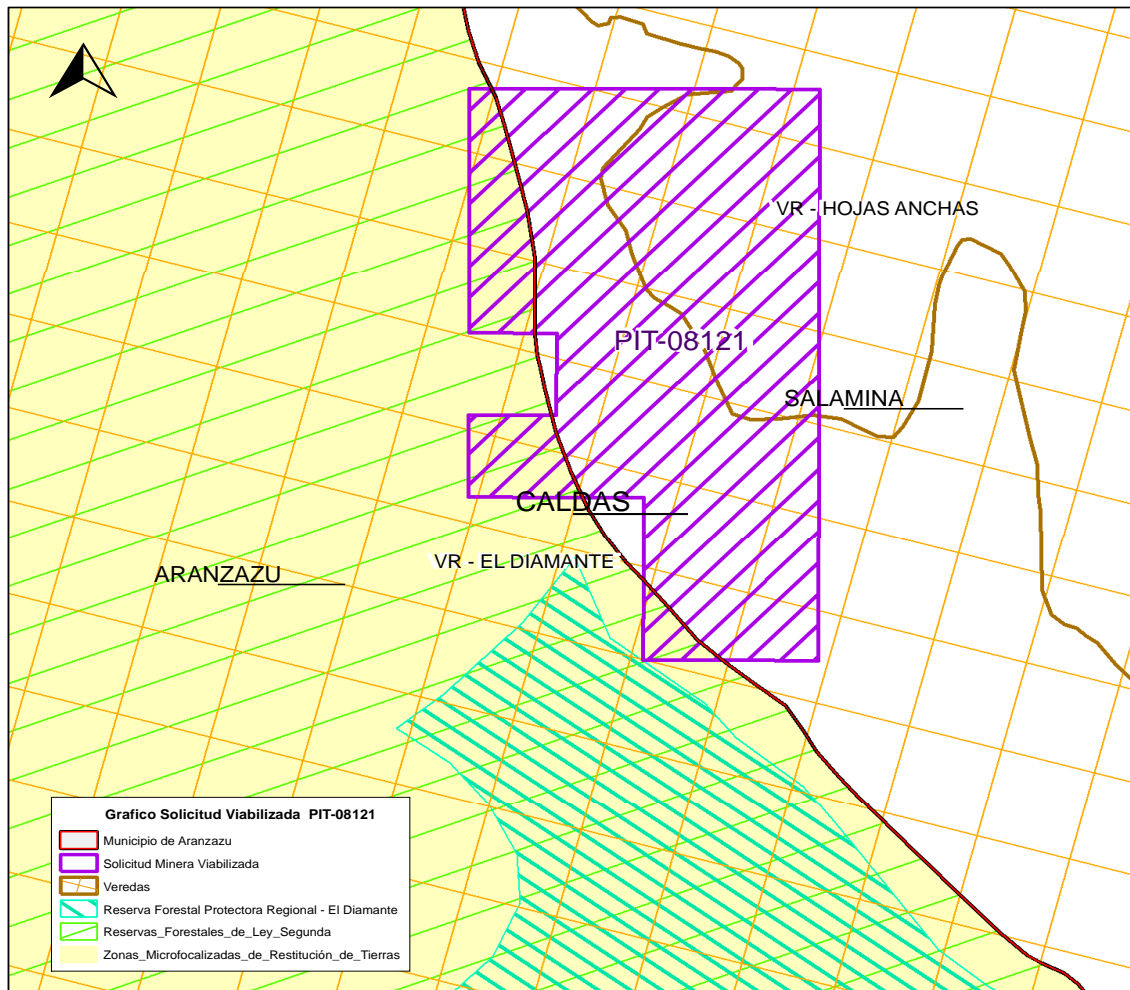 VR - HOJAS ANCHAS
PIT-08121
SALAMINA
CALDAS
VR - EL DIAMANTE
ARANZAZU
Grafico Solicitud Viabilizada PIT-08121
Municipio de Aranzazu
Solicitud Minera Viabilizada
Veredas
Reserva Forestal Protectora Regional - El Diamante
Reservas_Forestales_de_Ley_Segunda
Zonas_Microfocalizadas_de_Restitución_de_Tierras